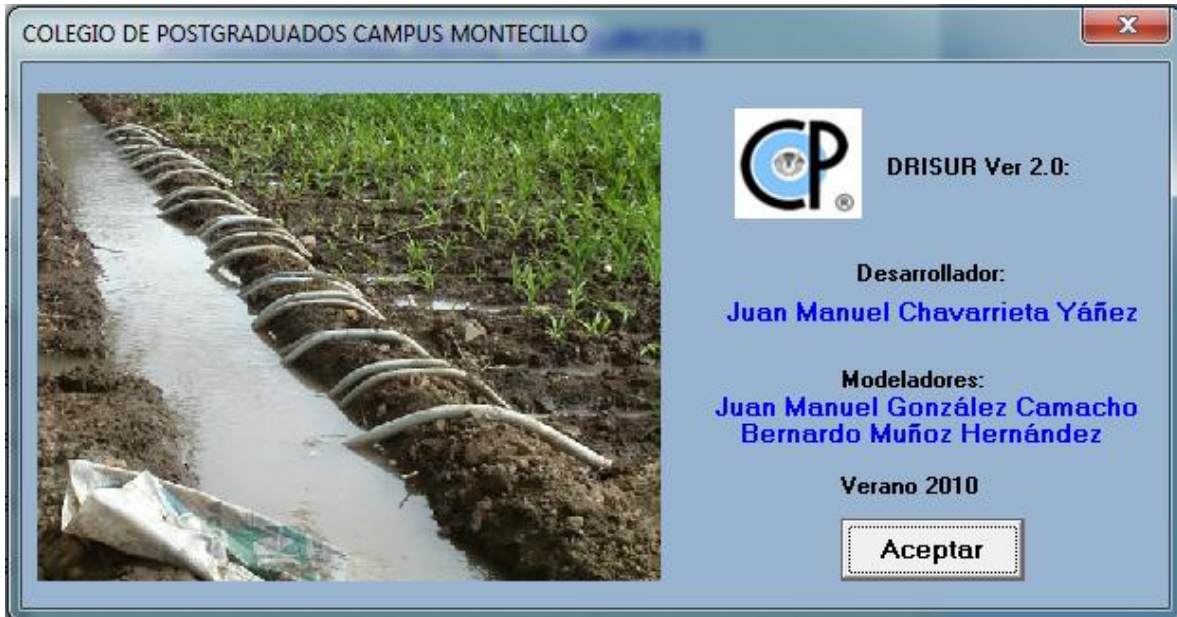 COLEGIO DE POSTGRADUADOS CAMPUS MONTECILLO
CP
®
DRISUR Ver 2.0:
Desarrollador:
Juan Manuel Chavarrieta Yáñez
Modeladores:
Juan Manuel González Camacho
Bernardo Muñoz Hernández
Verano 2010
Aceptar